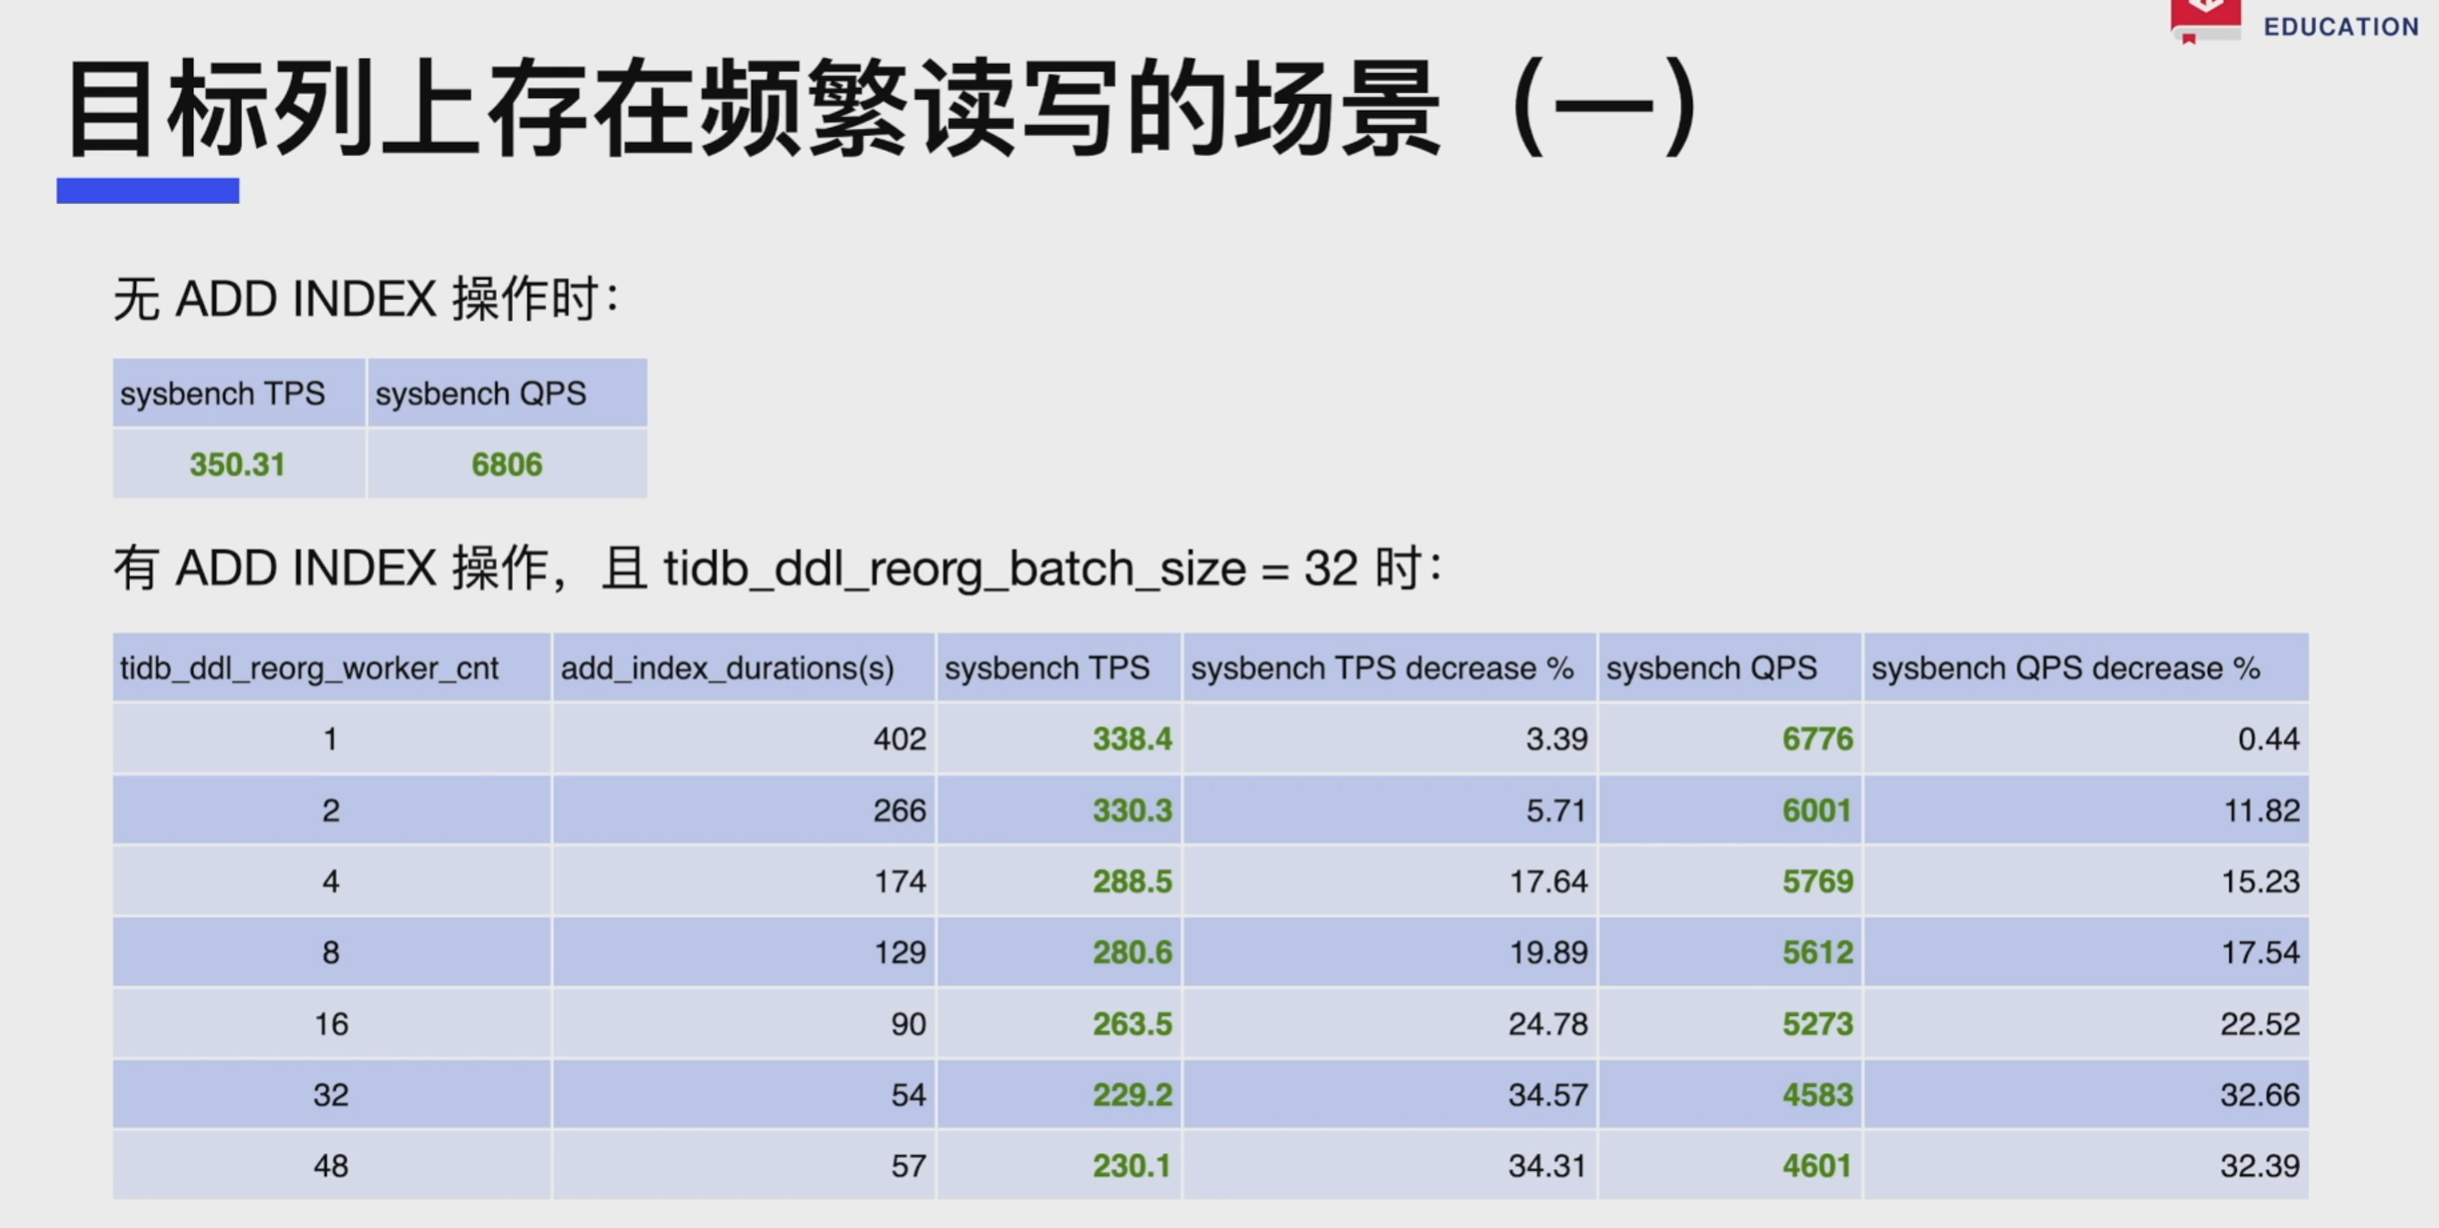 EDUCATION
目标列上存在频繁读写的场景（一）
无 ADD INDEX 操作时：
sysbench TPS sysbench QPS
350.31 6806
有 ADD INDEX 操作，且 tidb_ddl_reorg_batch_size = 32 时：
tidb_ddl_reorg_worker_cnt add_index_durations(s) sysbench TPS sysbench TPS decrease % sysbench QPS sysbench QPS decrease %
1 402 338.4 3.39 6776 0.44
2 266 330.3 5.71 6001 11.82
4 174 288.5 17.64 5769 15.23
8 129 280.6 19.89 5612 17.54
16 90 263.5 24.78 5273 22.52
32 54 229.2 34.57 4583 32.66
48 57 230.1 34.31 4601 32.39